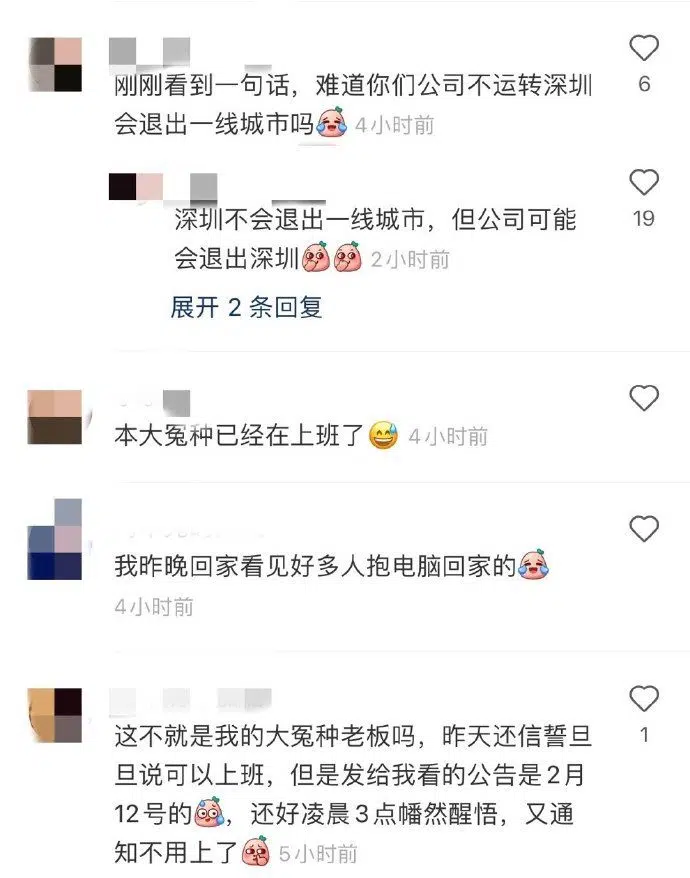 刚刚看到一句话，难道你们公司不运转深圳
会退出一线城市吗 4小时前
6
深圳不会退出一线城市，但公司可能
会退出深圳 2小时前
19
展开 2 条回复
本大冤种已经在上班了😅 4小时前
我昨晚回家看见好多人抱电脑回家的
4小时前
这不就是我的大冤种老板吗，昨天还信誓旦
旦说可以上班，但是发给我看的公告是2月
12号的，还好凌晨3点幡然醒悟，又通
知不用上了 5小时前
1